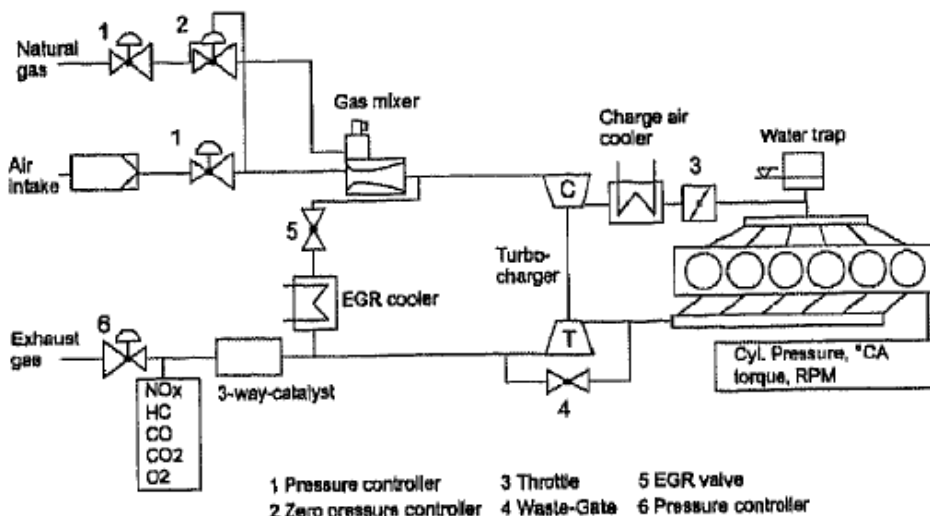 1
2
Natural
gas
Gas mixer
Charge air
cooler
Water trap
1
3
Air
intake
C
5
Turbo-
charger
EGR cooler
6
Exhaust
gas
T
Cyl. Pressure, °CA
torque, RPM
3-way-catalyst
4
NOx
HC
CO
CO2
O2
1 Pressure controller 3 Throttle 5 EGR valve
2 Zero pressure controller 4 Waste-Gate 6 Pressure controller